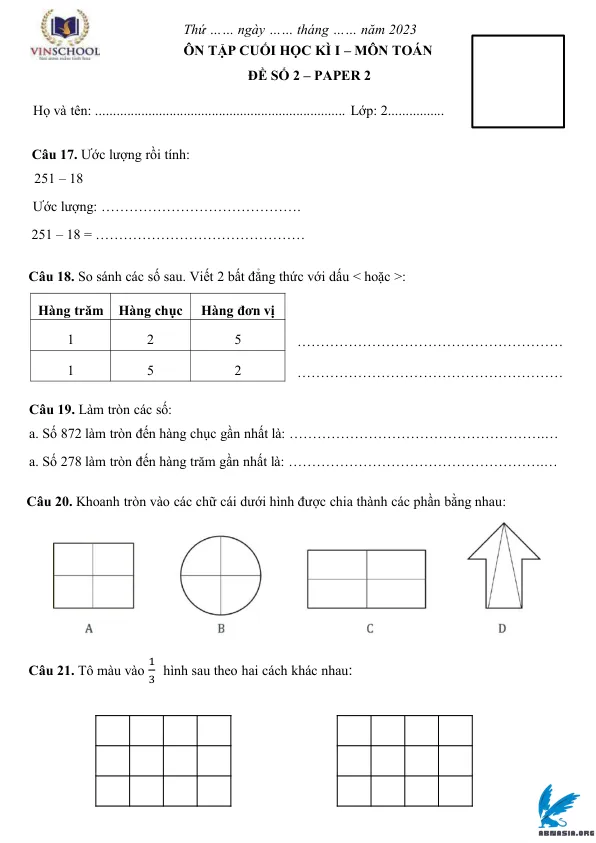 VINSCHOOL
Thứ …… ngày …… tháng …… năm 2023
ÔN TẬP CUỐI HỌC KÌ I – MÔN TOÁN
ĐỀ SỐ 2 – PAPER 2
Họ và tên: ...................................................................... Lớp: 2................
Câu 17. Ước lượng rồi tính:
251 – 18
Ước lượng: …………………………………….
251 – 18 = ………………………………………
Câu 18. So sánh các số sau. Viết 2 bất đẳng thức với dấu < hoặc >:
Hàng trăm Hàng chục Hàng đơn vị
1 2 5 …………………………………………………
1 5 2 …………………………………………………
Câu 19. Làm tròn các số:
a. Số 872 làm tròn đến hàng chục gần nhất là: ……………………………………………….…
a. Số 278 làm tròn đến hàng trăm gần nhất là: ……………………………………………….…
Câu 20. Khoanh tròn vào các chữ cái dưới hình được chia thành các phần bằng nhau:
A B C D
Câu 21. Tô màu vào 1/3 hình sau theo hai cách khác nhau:
ABMASIA.ORG